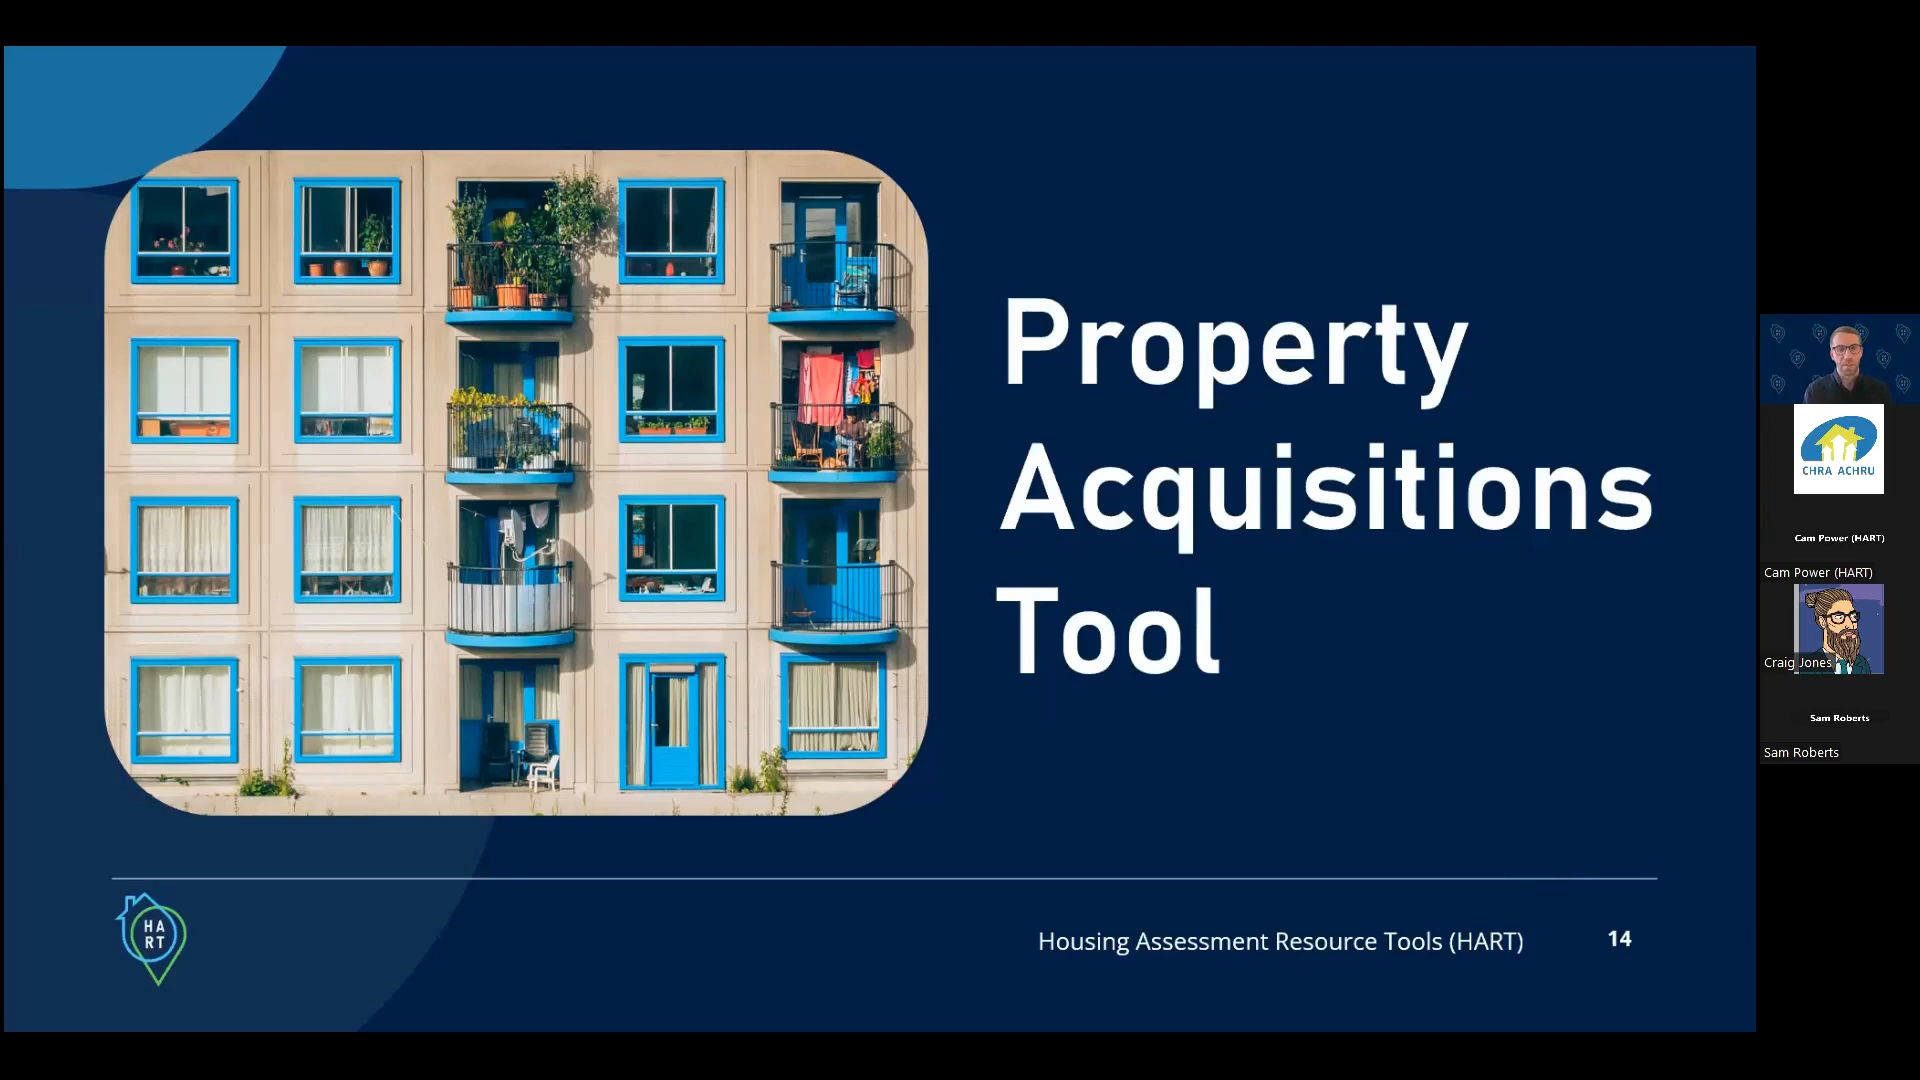 Property
Acquisitions
Tool
HA
RT
Housing Assessment Resource Tools (HART)
14
CHRA ACHRU
Cam Power (HART)
Cam Power (HART)
Craig Jones
Sam Roberts
Sam Roberts